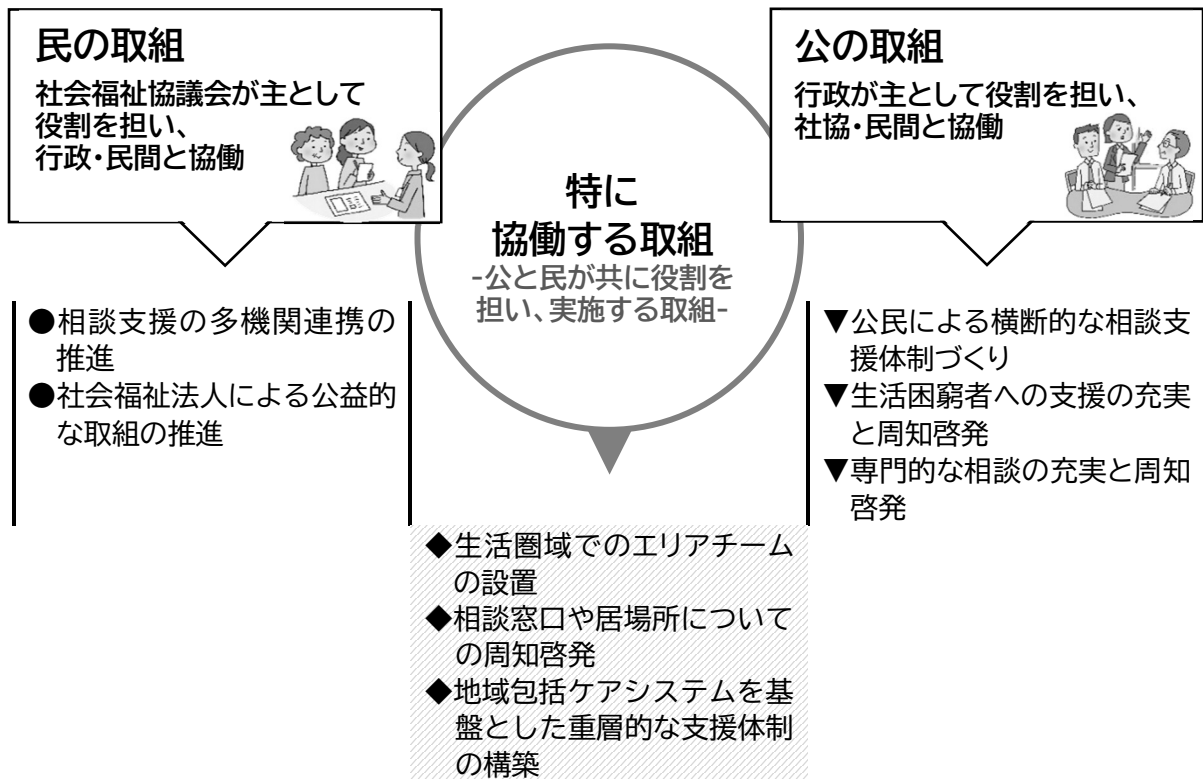 民の取組
社会福祉協議会が主として
役割を担い、
行政・民間と協働
特に
協働する取組
-公と民が共に役割を
担い、実施する取組-
公の取組
行政が主として役割を担い、
社協・民間と協働
●相談支援の多機関連携の
推進
●社会福祉法人による公益的
な取組の推進
◆生活圏域でのエリアチーム
の設置
◆相談窓口や居場所について
の周知啓発
◆地域包括ケアシステムを基
盤とした重層的な支援体制
の構築
▼公民による横断的な相談支
援体制づくり
▼生活困窮者への支援の充実
と周知啓発
▼専門的な相談の充実と周知
啓発